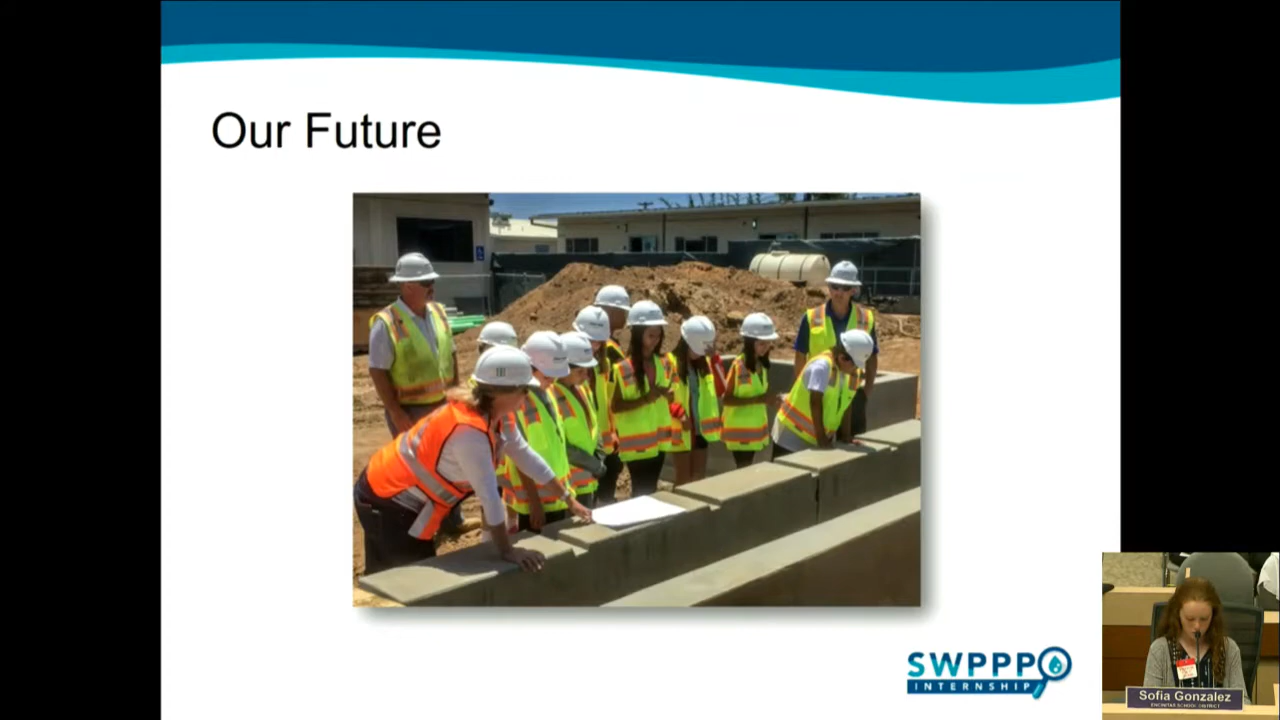 Our Future
SWPPP
INTERNSHIP
Sofia Gonzalez
ENCINITAS SCHOOL DISTRICT